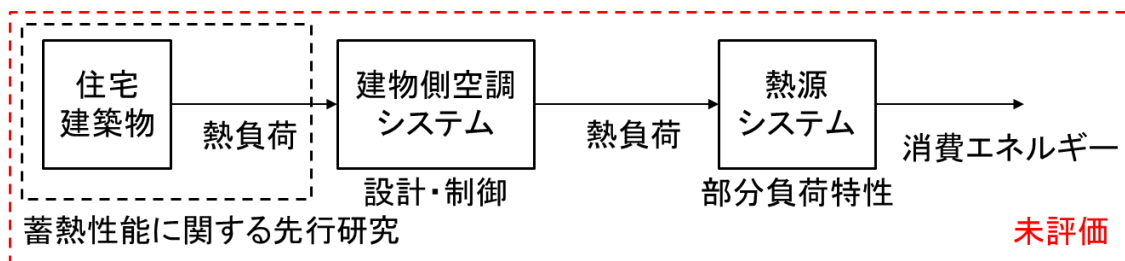 住宅
建築物
熱負荷
建物側空調
システム
設計・制御
熱負荷
熱源
システム
部分負荷特性
消費エネルギー
蓄熱性能に関する先行研究
未評価